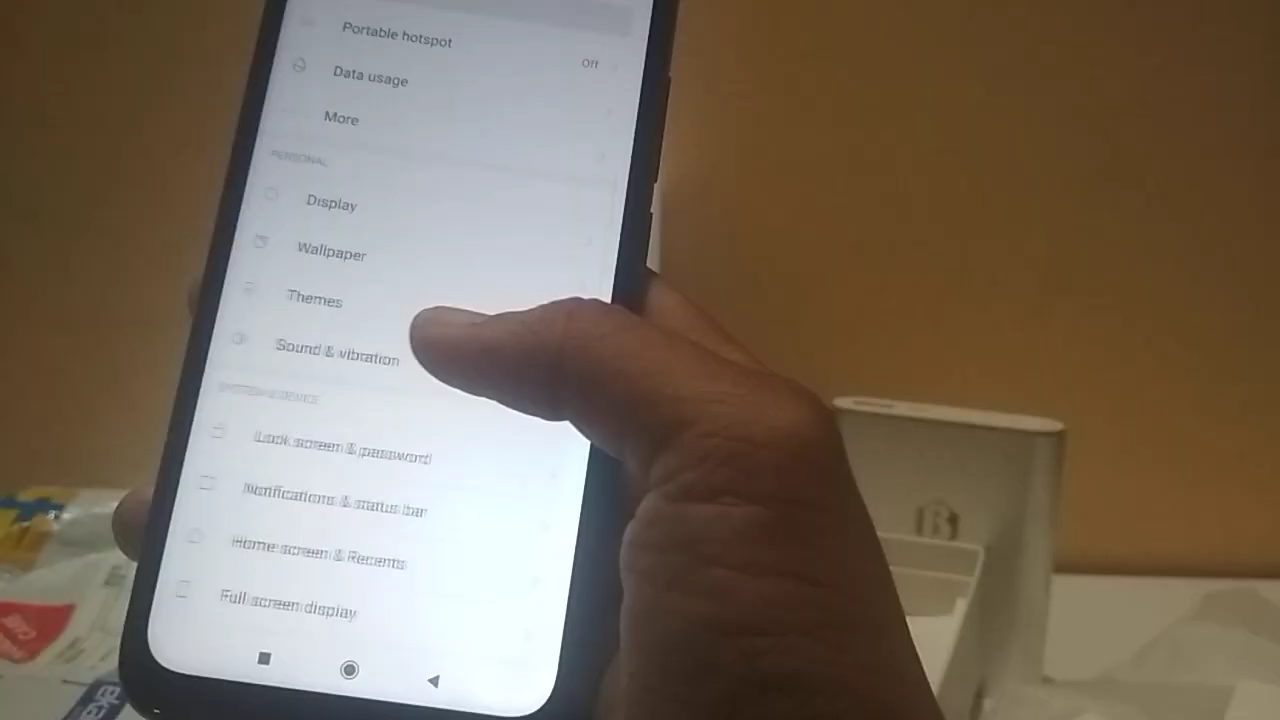 Portable hotspot
Off
Data usage
More
PERSONAL
Display
Wallpaper
Themes
Sound & vibration
Lock screen & password
Notifications & status bar
Home screen & Recents
Full screen display
B